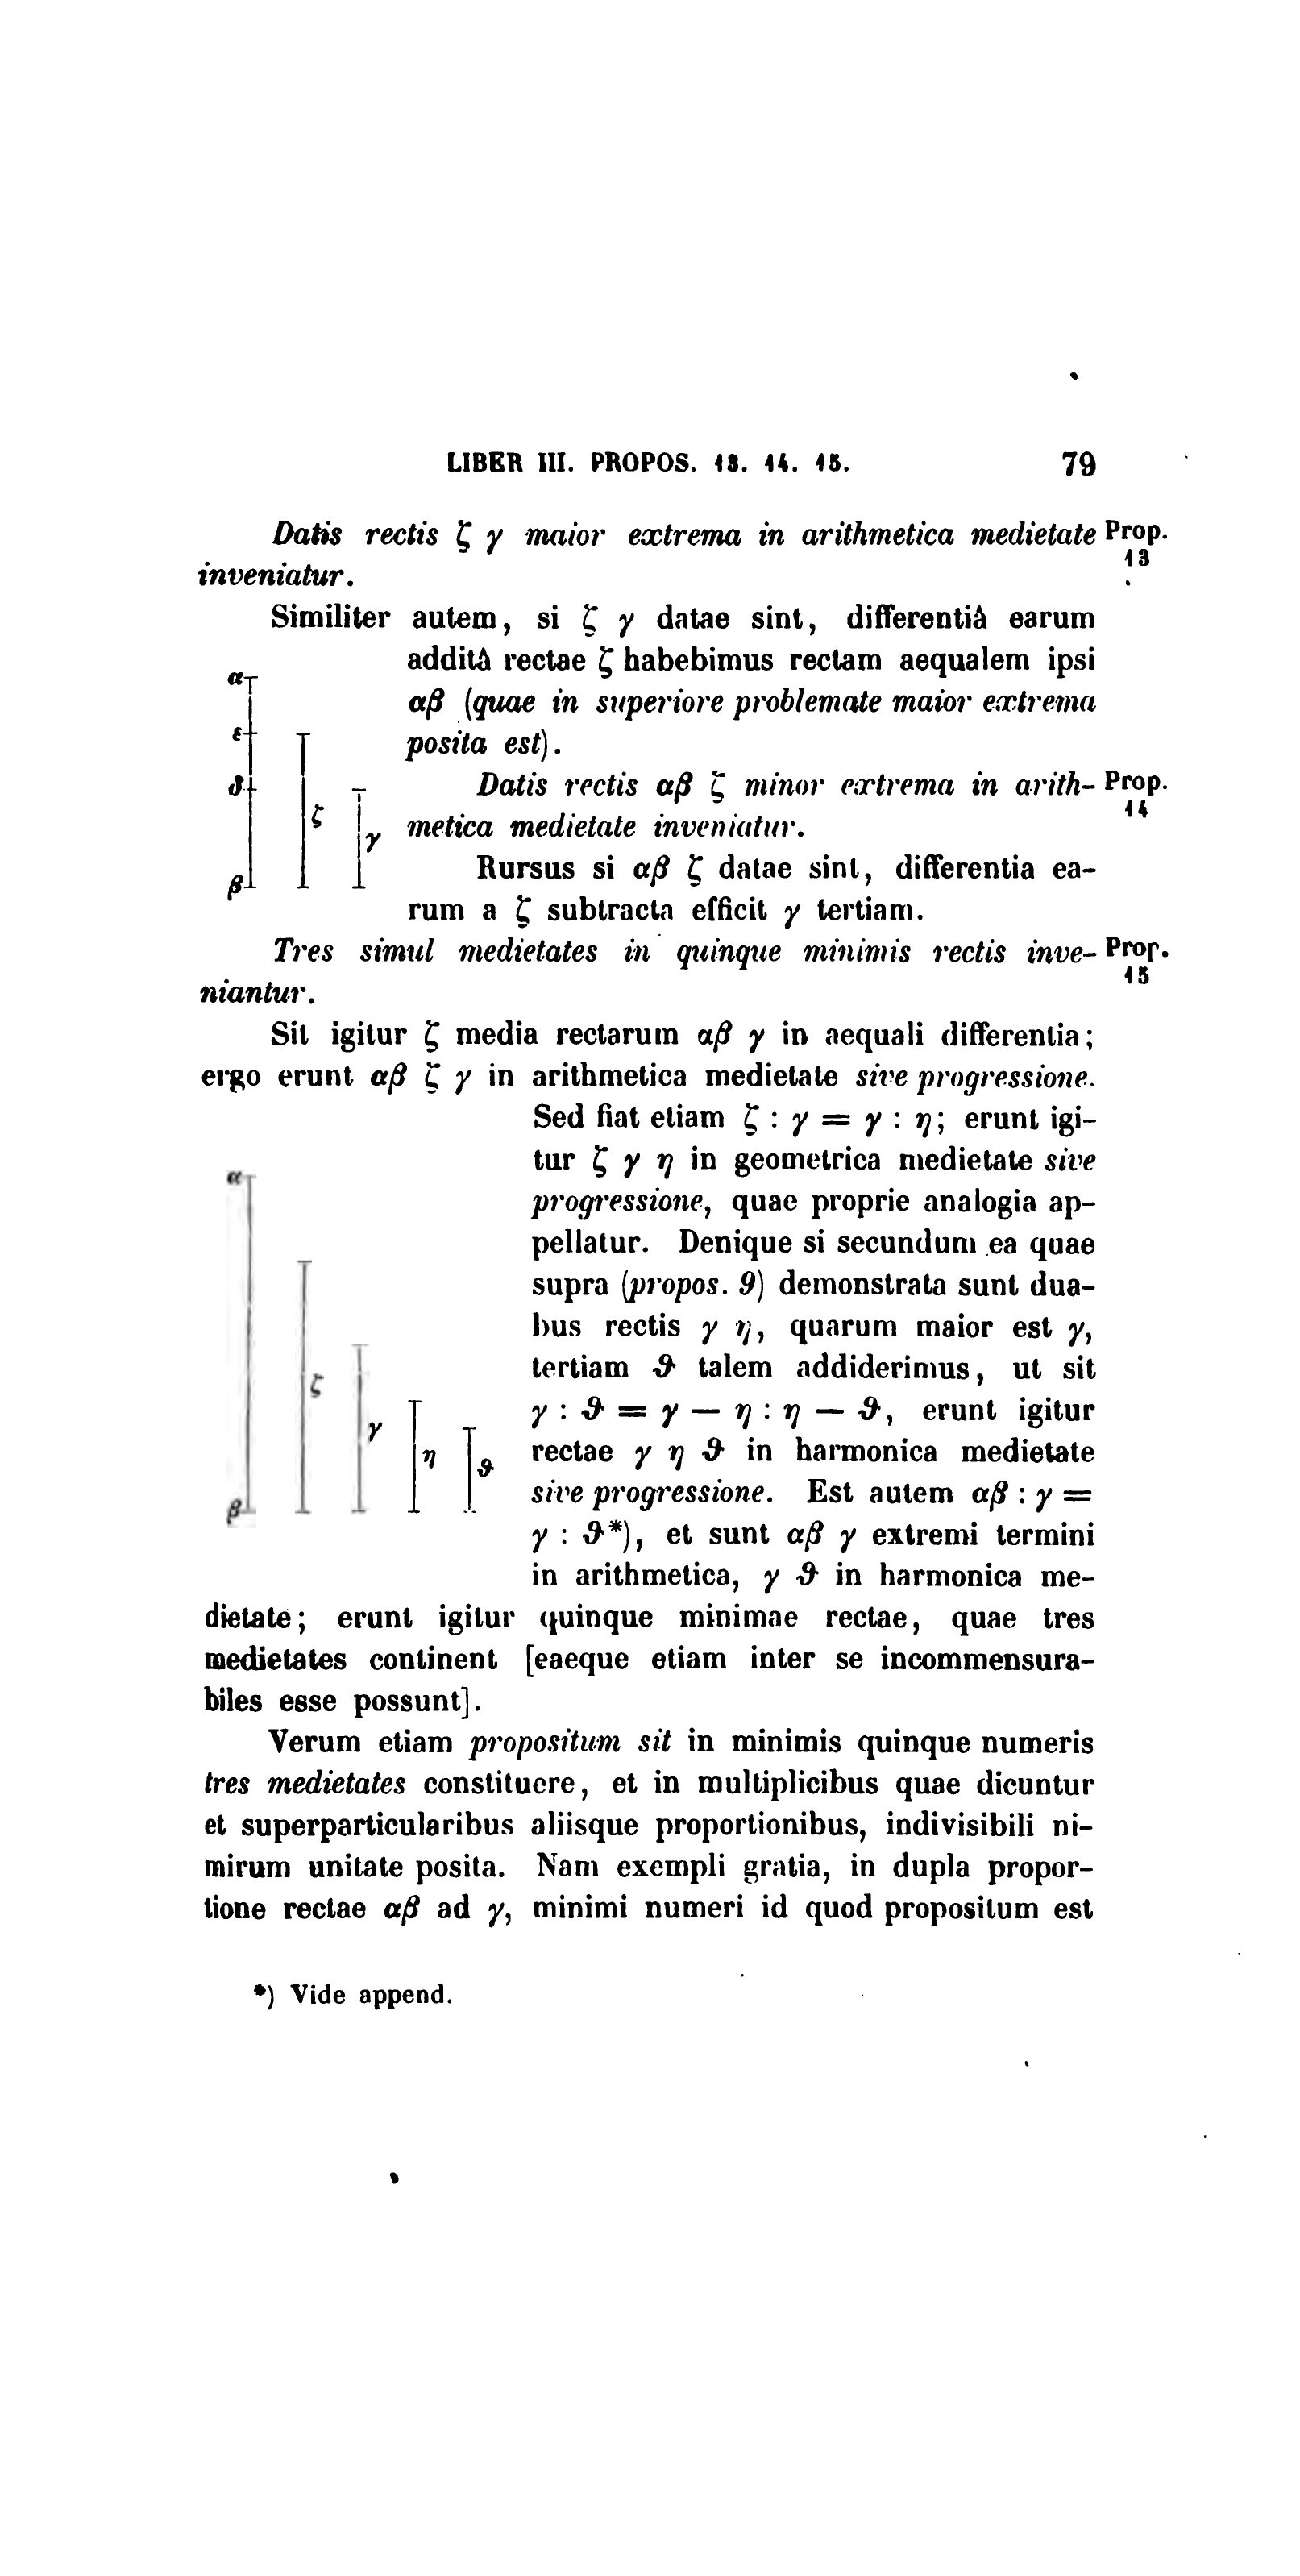 LIBER III. PROPOS. 13. 14. 15. 79
Datis rectis ζ γ maior extrema in arithmetica medietate Prop. 13
inveniatur.
Similiter autem, si ζ γ datae sint, differentiâ earum
additâ rectae ζ habebimus rectam aequalem ipsi
αβ (quae in superiore problemate maior extrema
posita est).
Datis rectis αβ ζ minor extrema in arith- Prop. 14
metica medietate inveniatur.
Rursus si αβ ζ datae sint, differentia ea-
rum a ζ subtracta efficit γ tertiam.
α
ε
δ
ζ
γ
β
Tres simul medietates in quinque minimis rectis inve- Prop. 15
niantur.
Sit igitur ζ media rectarum αβ γ in aequali differentia;
ergo erunt αβ ζ γ in arithmetica medietate sive progressione.
Sed fiat etiam ζ : γ = γ : η; erunt igi-
tur ζ γ η in geometrica medietate sive
progressione, quae proprie analogia ap-
pellatur. Denique si secundum ea quae
supra (propos. 9) demonstrata sunt dua-
bus rectis γ η, quarum maior est γ,
tertiam ϑ talem addiderimus, ut sit
γ : ϑ = γ — η : η — ϑ, erunt igitur
rectae γ η ϑ in harmonica medietate
sive progressione. Est autem αβ : γ =
γ : ϑ*), et sunt αβ γ extremi termini
in arithmetica, γ ϑ in harmonica me-
α
ζ
γ
η
ϑ
β
dietate; erunt igitur quinque minimae rectae, quae tres
medietates continent [eaeque etiam inter se incommensura-
biles esse possunt].
Verum etiam propositum sit in minimis quinque numeris
tres medietates constituere, et in multiplicibus quae dicuntur
et superparticularibus aliisque proportionibus, indivisibili ni-
mirum unitate posita. Nam exempli gratia, in dupla propor-
tione rectae αβ ad γ, minimi numeri id quod propositum est
*) Vide append.